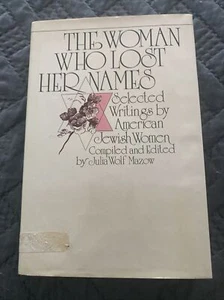 THE WOMAN
WHO LOST
HER NAMES
Selected
Writings by
American
Jewish Women
Compiled and Edited
by Julia Wolf Mazow